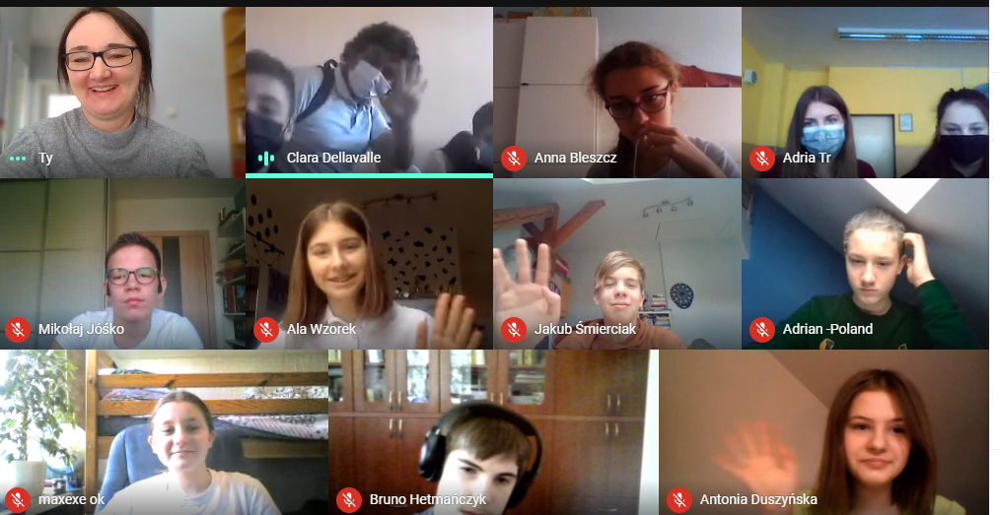 Ty
Clara Dellavalle
Anna Bleszcz
Adria Tr
Mikołaj Jóśko
Ala Wzorek
Jakub Śmierciak
Adrian -Poland
maxexe ok
Bruno Hetmańczyk
Antonia Duszyńska